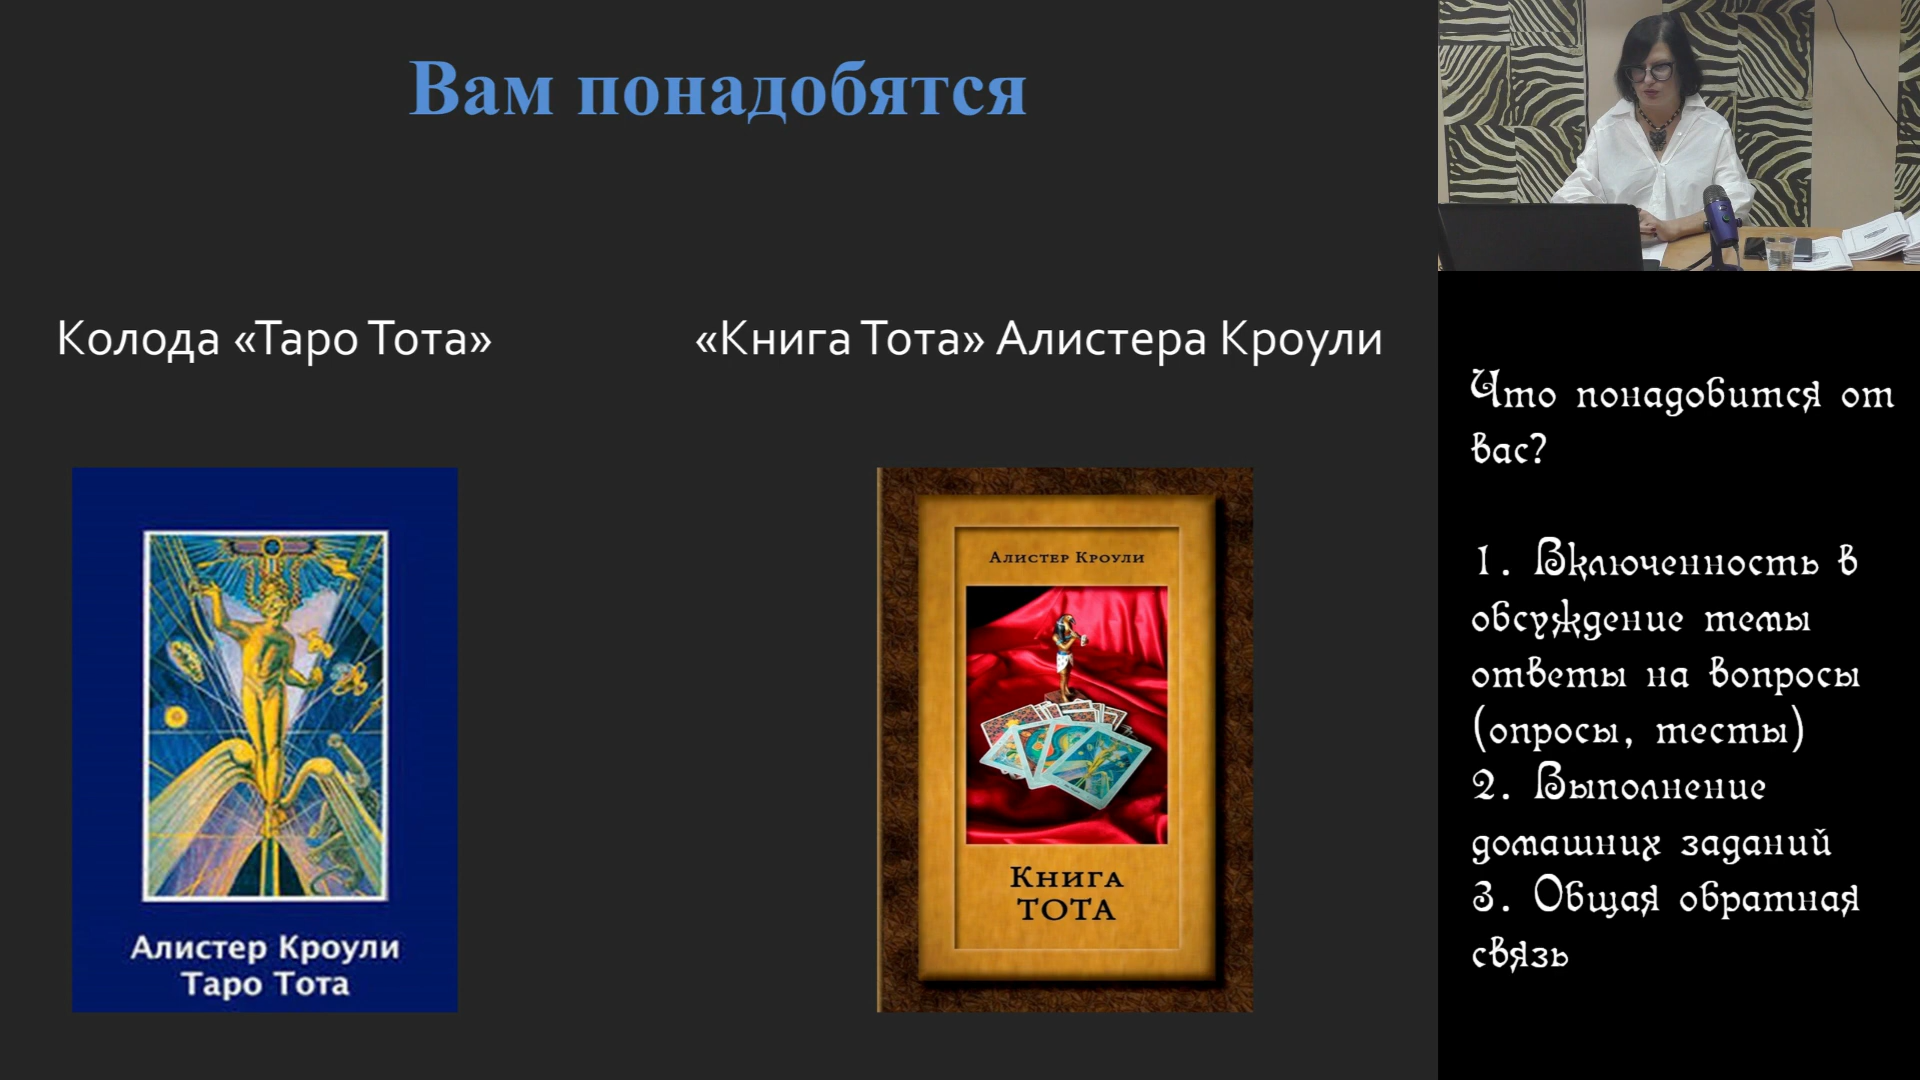 Вам понадобятся
Колода «Таро Тота»
«Книга Тота» Алистера Кроули
Алистер Кроули
Таро Тота
Алистер Кроули
Книга
Тота
Что понадобится от
вас?
1. Включенность в
обсуждение темы
ответы на вопросы
(опросы, тесты)
2. Выполнение
домашних заданий
3. Общая обратная
связь